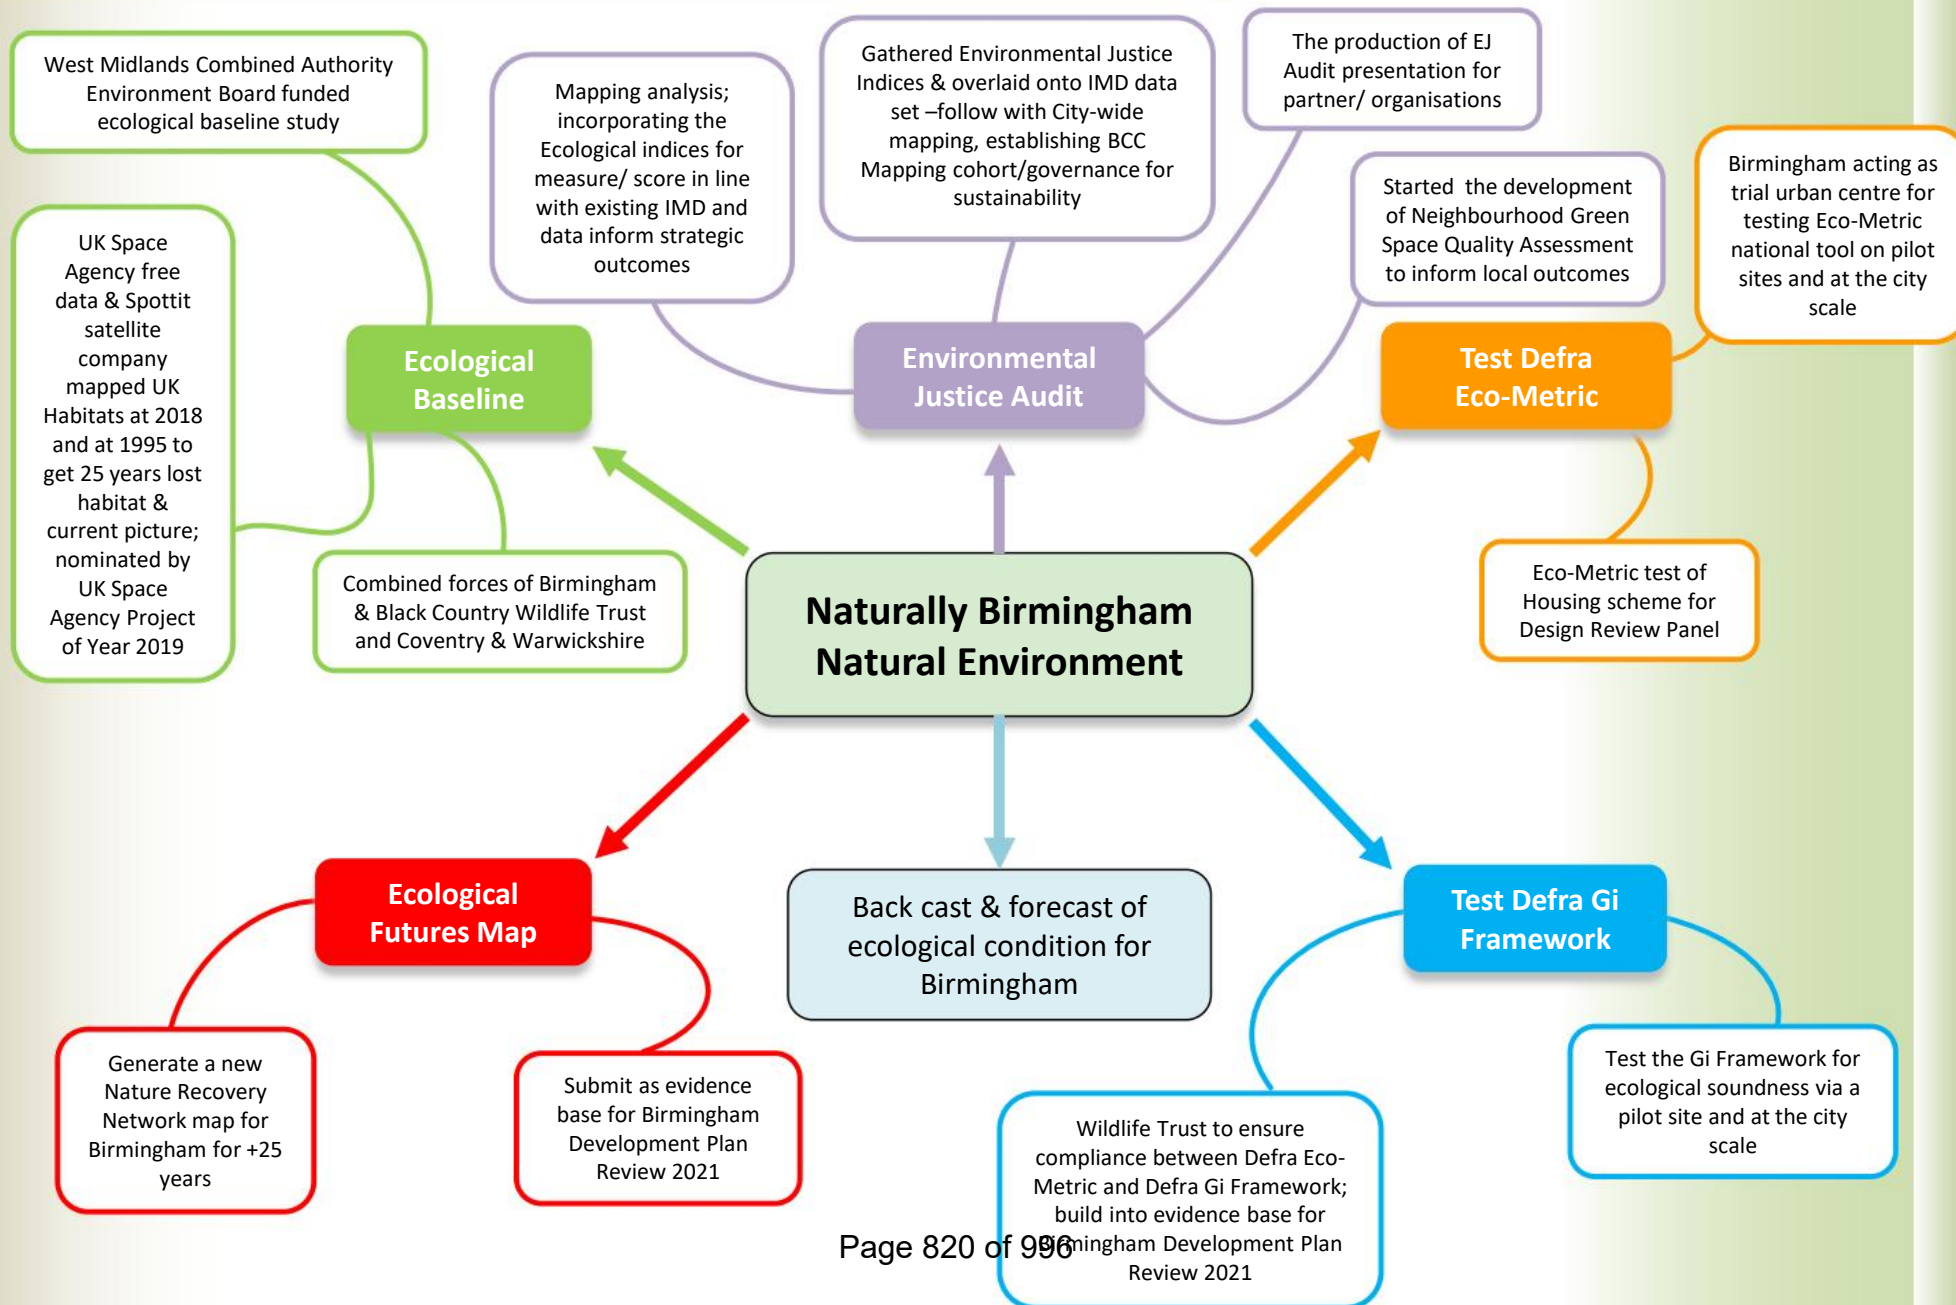 West Midlands Combined Authority
Environment Board funded
ecological baseline study
UK Space
Agency free
data & Spottit
satellite
company
mapped UK
Habitats at 2018
and at 1995 to
get 25 years lost
habitat &
current picture;
nominated by
UK Space
Agency Project
of Year 2019
Ecological
Baseline
Combined forces of Birmingham
& Black Country Wildlife Trust
and Coventry & Warwickshire
Mapping analysis;
incorporating the
Ecological indices for
measure/ score in line
with existing IMD and
data inform strategic
outcomes
Gathered Environmental Justice
Indices & overlaid onto IMD data
set –follow with City-wide
mapping, establishing BCC
Mapping cohort/governance for
sustainability
The production of EJ
Audit presentation for
partner/ organisations
Started  the development
of Neighbourhood Green
Space Quality Assessment
to inform local outcomes
Environmental
Justice Audit
Birmingham acting as
trial urban centre for
testing Eco-Metric
national tool on pilot
sites and at the city
scale
Test Defra
Eco-Metric
Eco-Metric test of
Housing scheme for
Design Review Panel
Naturally Birmingham
Natural Environment
Ecological
Futures Map
Generate a new
Nature Recovery
Network map for
Birmingham for +25
years
Submit as evidence
base for Birmingham
Development Plan
Review 2021
Back cast & forecast of
ecological condition for
Birmingham
Test Defra Gi
Framework
Wildlife Trust to ensure
compliance between Defra Eco-
Metric and Defra Gi Framework;
build into evidence base for
Birmingham Development Plan
Review 2021
Test the Gi Framework for
ecological soundness via a
pilot site and at the city
scale
Page 820 of 996